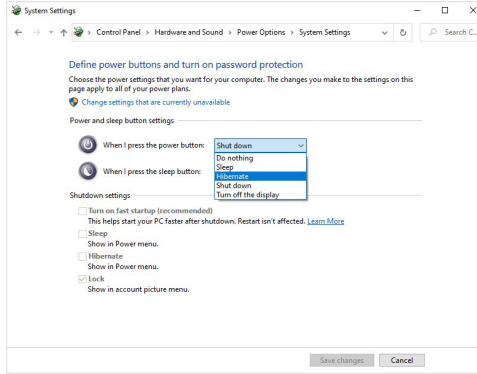 System Settings
Control Panel > Hardware and Sound > Power Options > System Settings
Search C...
Define power buttons and turn on password protection
Choose the power settings that you want for your computer. The changes you make to the settings on this
page apply to all of your power plans.
Change settings that are currently unavailable
Power and sleep button settings
When I press the power button: Shut down
Do nothing
Sleep
Hibernate
Shut down
Turn off the display
When I press the sleep button:
Shutdown settings
Turn on fast startup (recommended)
This helps start your PC faster after shutdown. Restart isn't affected. Learn More
Sleep
Show in Power menu.
Hibernate
Show in Power menu.
Lock
Show in account picture menu.
Save changes Cancel